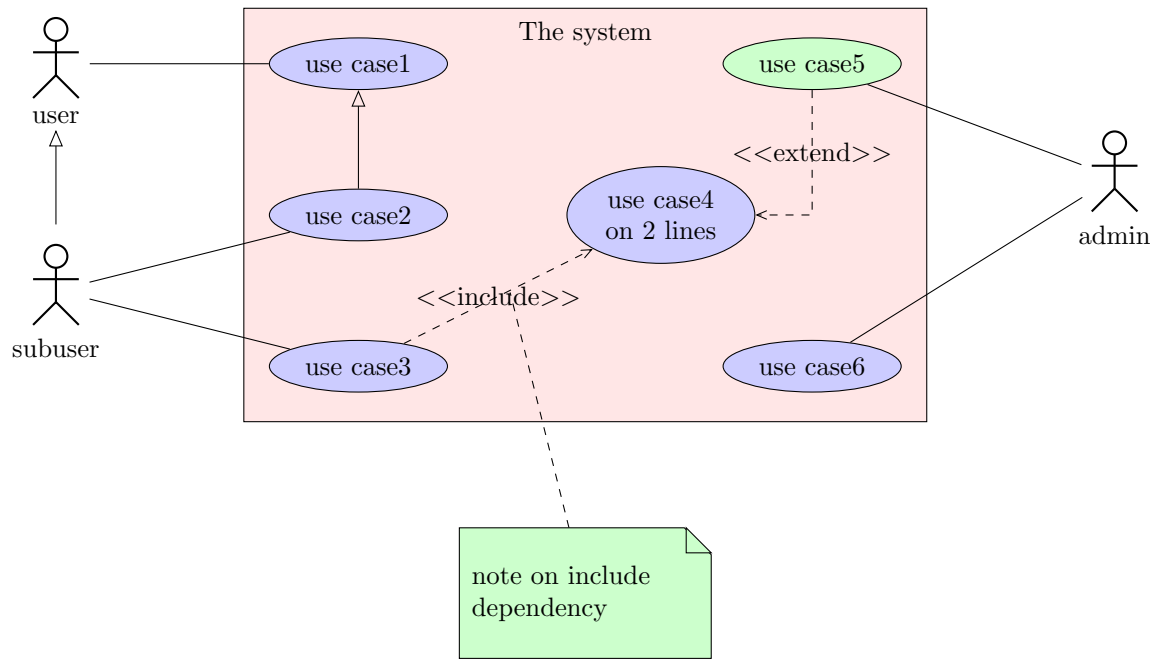 The system
use case1
use case5
user
<<extend>>
use case2
use case4
on 2 lines
admin
<<include>>
subuser
use case3
use case6
note on include
dependency